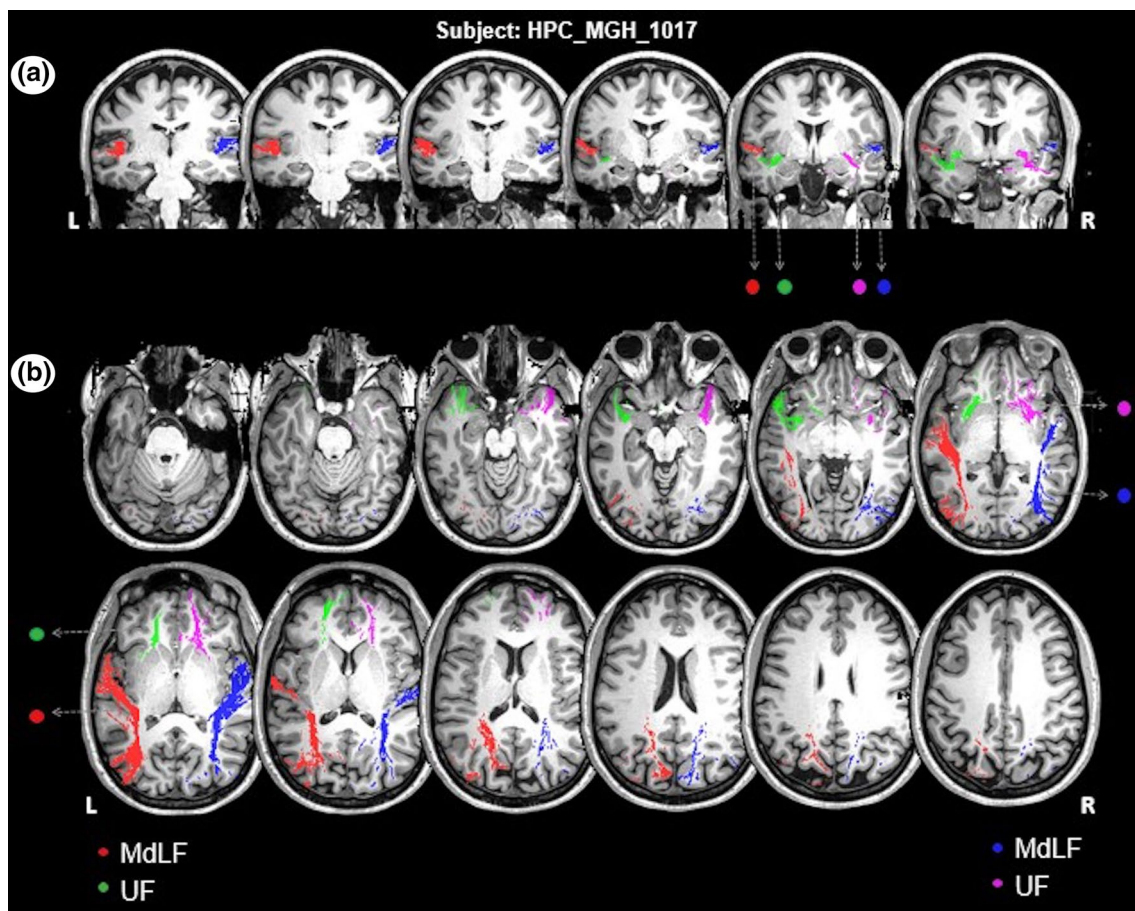 Subject: HPC_MGH_1017
(a)
L R
(b)
L R
MdLF MdLF
UF UF